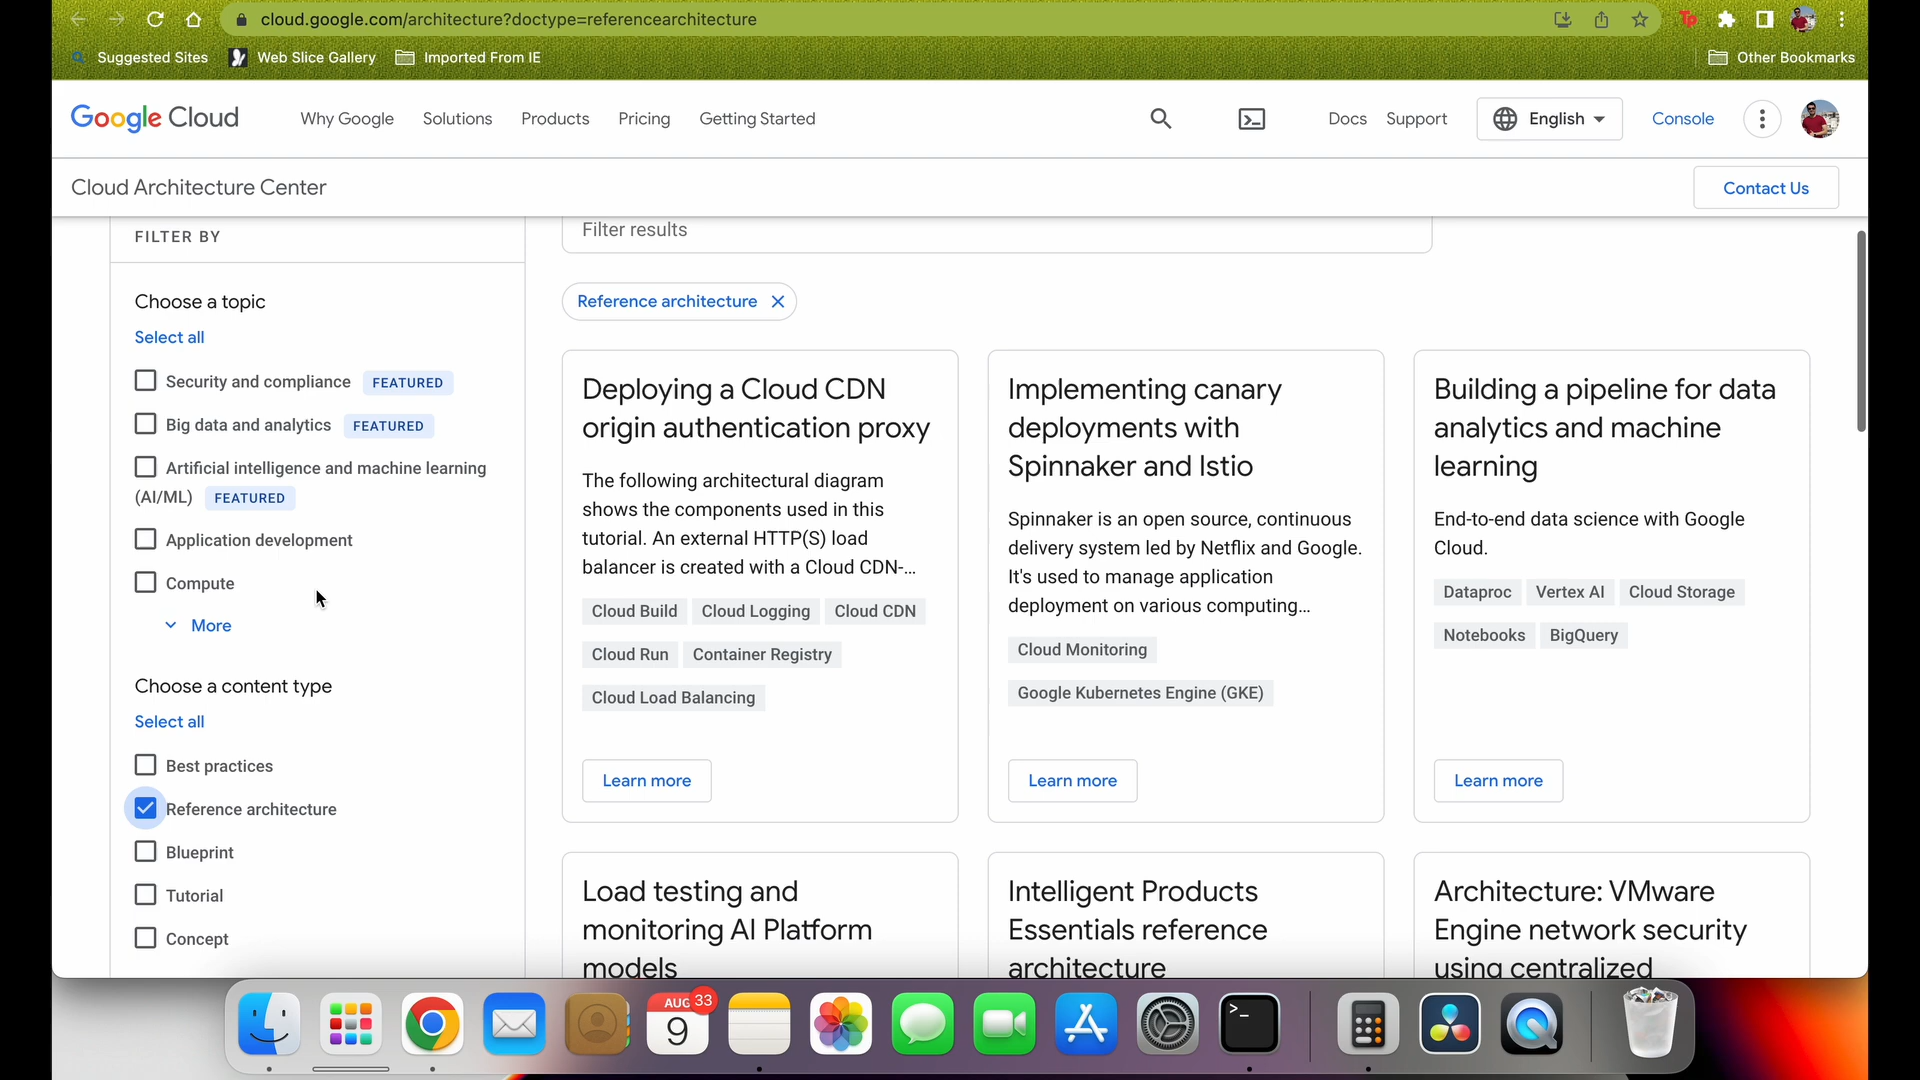 cloud.google.com/architecture?doctype=referencearchitecture
Suggested Sites
Web Slice Gallery
Imported From IE
Other Bookmarks
Google Cloud
Why Google
Solutions
Products
Pricing
Getting Started
Docs
Support
English
Console
Cloud Architecture Center
Contact Us
FILTER BY
Choose a topic
Select all
Security and compliance FEATURED
Big data and analytics FEATURED
Artificial intelligence and machine learning
(AI/ML) FEATURED
Application development
Compute
More
Choose a content type
Select all
Best practices
Reference architecture
Blueprint
Tutorial
Concept
Filter results
Reference architecture
Deploying a Cloud CDN
origin authentication proxy
The following architectural diagram
shows the components used in this
tutorial. An external HTTP(S) load
balancer is created with a Cloud CDN-...
Cloud Build Cloud Logging Cloud CDN
Cloud Run Container Registry
Cloud Load Balancing
Learn more
Implementing canary
deployments with
Spinnaker and Istio
Spinnaker is an open source, continuous
delivery system led by Netflix and Google.
It's used to manage application
deployment on various computing...
Cloud Monitoring
Google Kubernetes Engine (GKE)
Learn more
Building a pipeline for data
analytics and machine
learning
End-to-end data science with Google
Cloud.
Dataproc Vertex AI Cloud Storage
Notebooks BigQuery
Learn more
Load testing and
monitoring AI Platform
models
Intelligent Products
Essentials reference
architecture
Architecture: VMware
Engine network security
using centralized
AUG 33
9